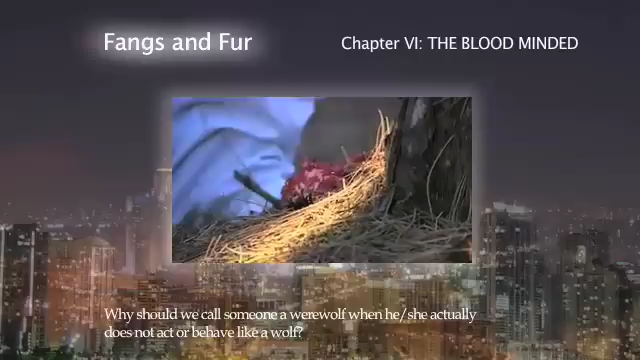 Fangs and Fur
Chapter VI: THE BLOOD MINDED
Why should we call someone a werewolf when he/she actually
does not act or behave like a wolf?